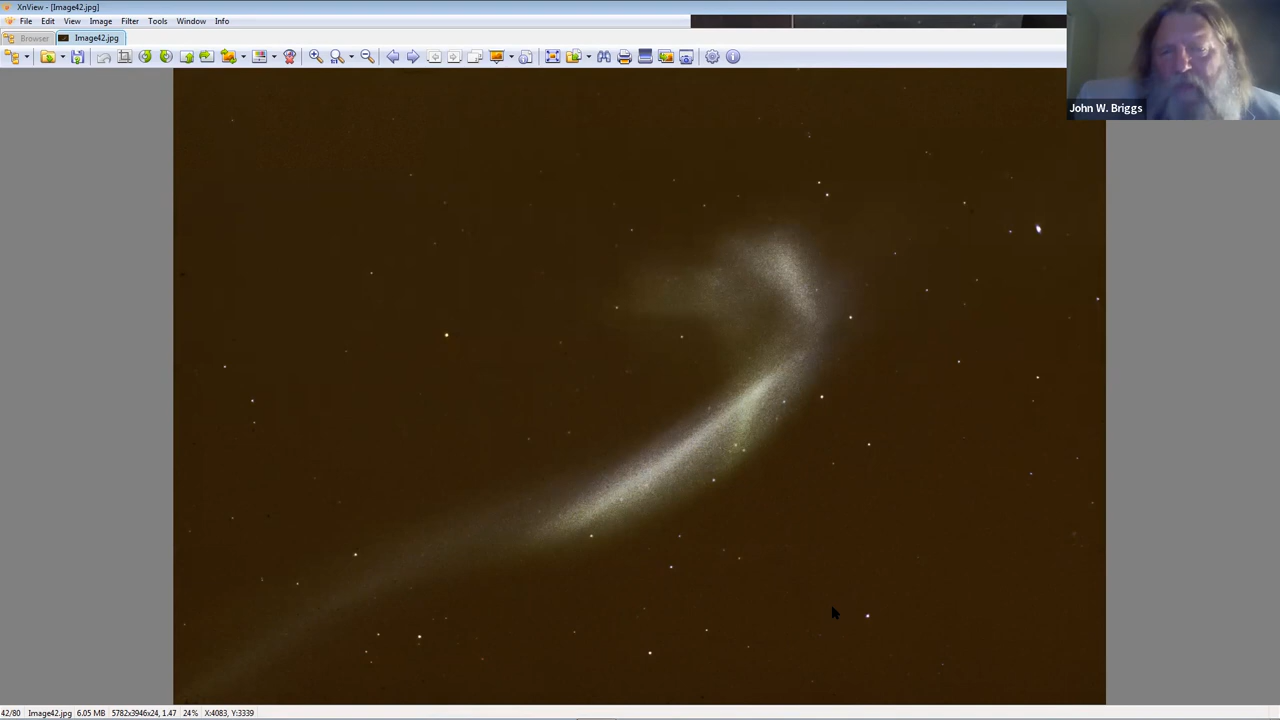 XnView - [Image42.jpg]
File Edit View Image Filter Tools Window Info
Browser Image42.jpg
John W. Briggs
42/80 Image42.jpg 6.05 MB 5782x3946x24, 1.47 24% X:4083, Y:3339